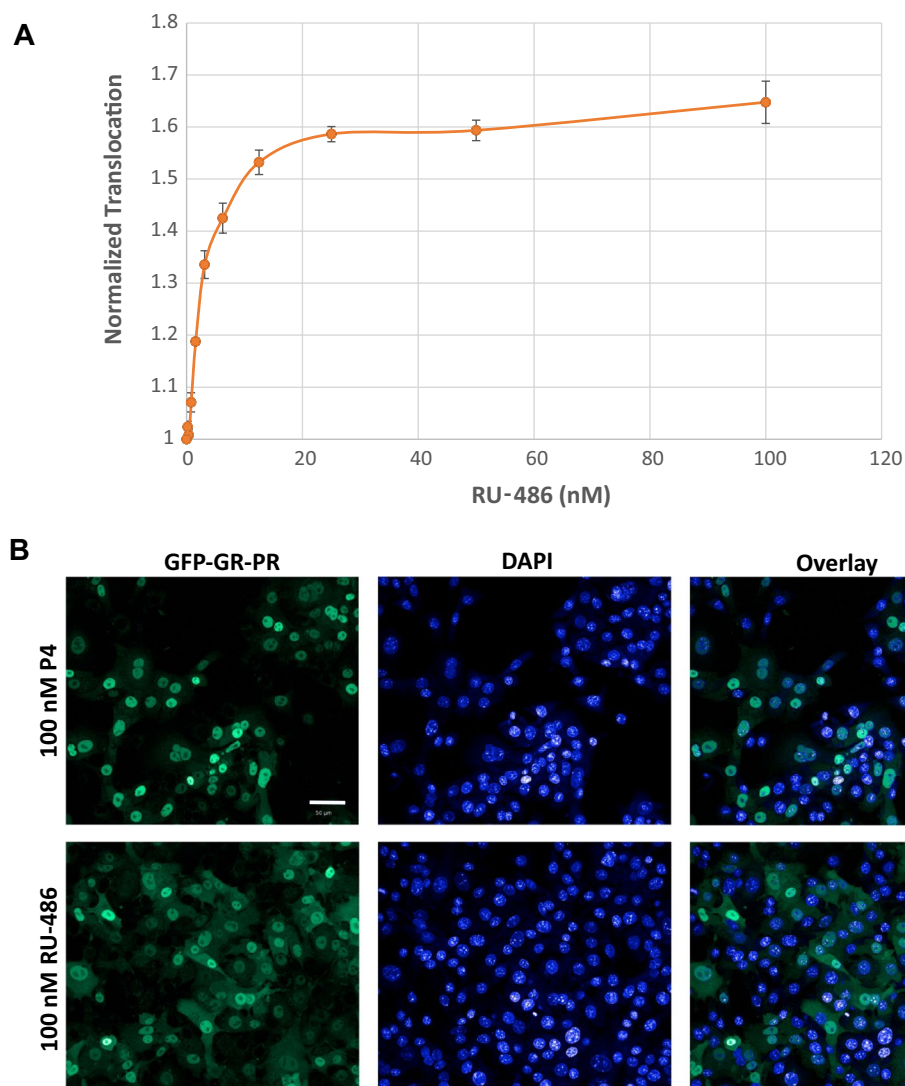 A
1.8
1.7
1.6
1.5
1.4
1.3
1.2
1.1
1
Normalized Translocation
0 20 40 60 80 100 120
RU-486 (nM)
B
GFP-GR-PR DAPI Overlay
100 nM P4
50 µm
100 nM RU-486